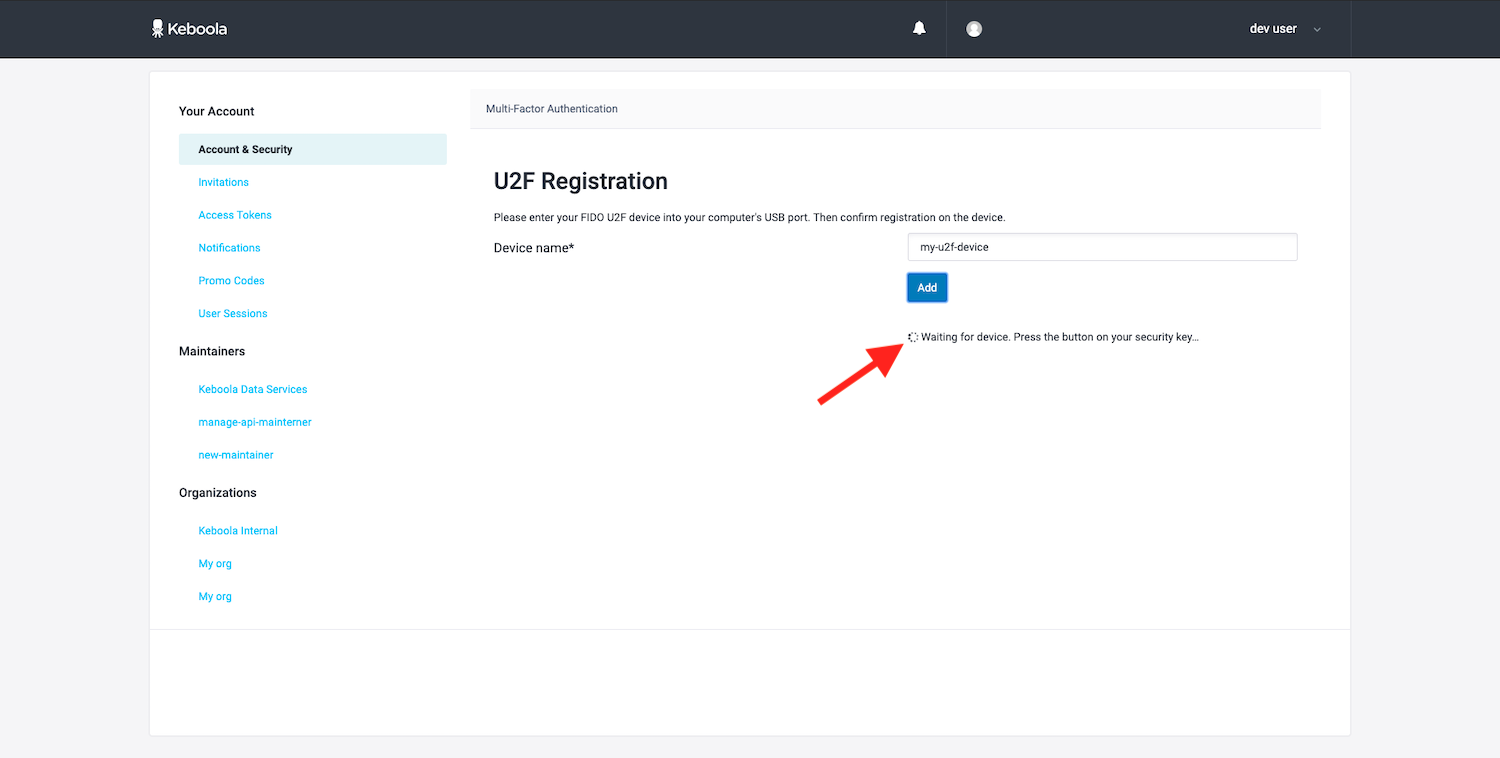 Keboola
dev user
Your Account
Account & Security
Invitations
Access Tokens
Notifications
Promo Codes
User Sessions
Maintainers
Keboola Data Services
manage-api-mainterner
new-maintainer
Organizations
Keboola Internal
My org
My org
Multi-Factor Authentication
U2F Registration
Please enter your FIDO U2F device into your computer's USB port. Then confirm registration on the device.
Device name*
my-u2f-device
Add
Waiting for device. Press the button on your security key...